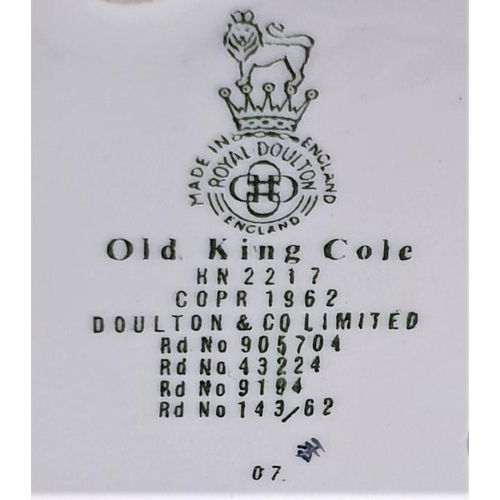 MADE IN ENGLAND
ROYAL DOULTON
ENGLAND
Old King Cole
HN 2217
COPR 1962
DOULTON & CO LIMITED
Rd No 905704
Rd No 43224
Rd No 9194
Rd No 143/62
07.